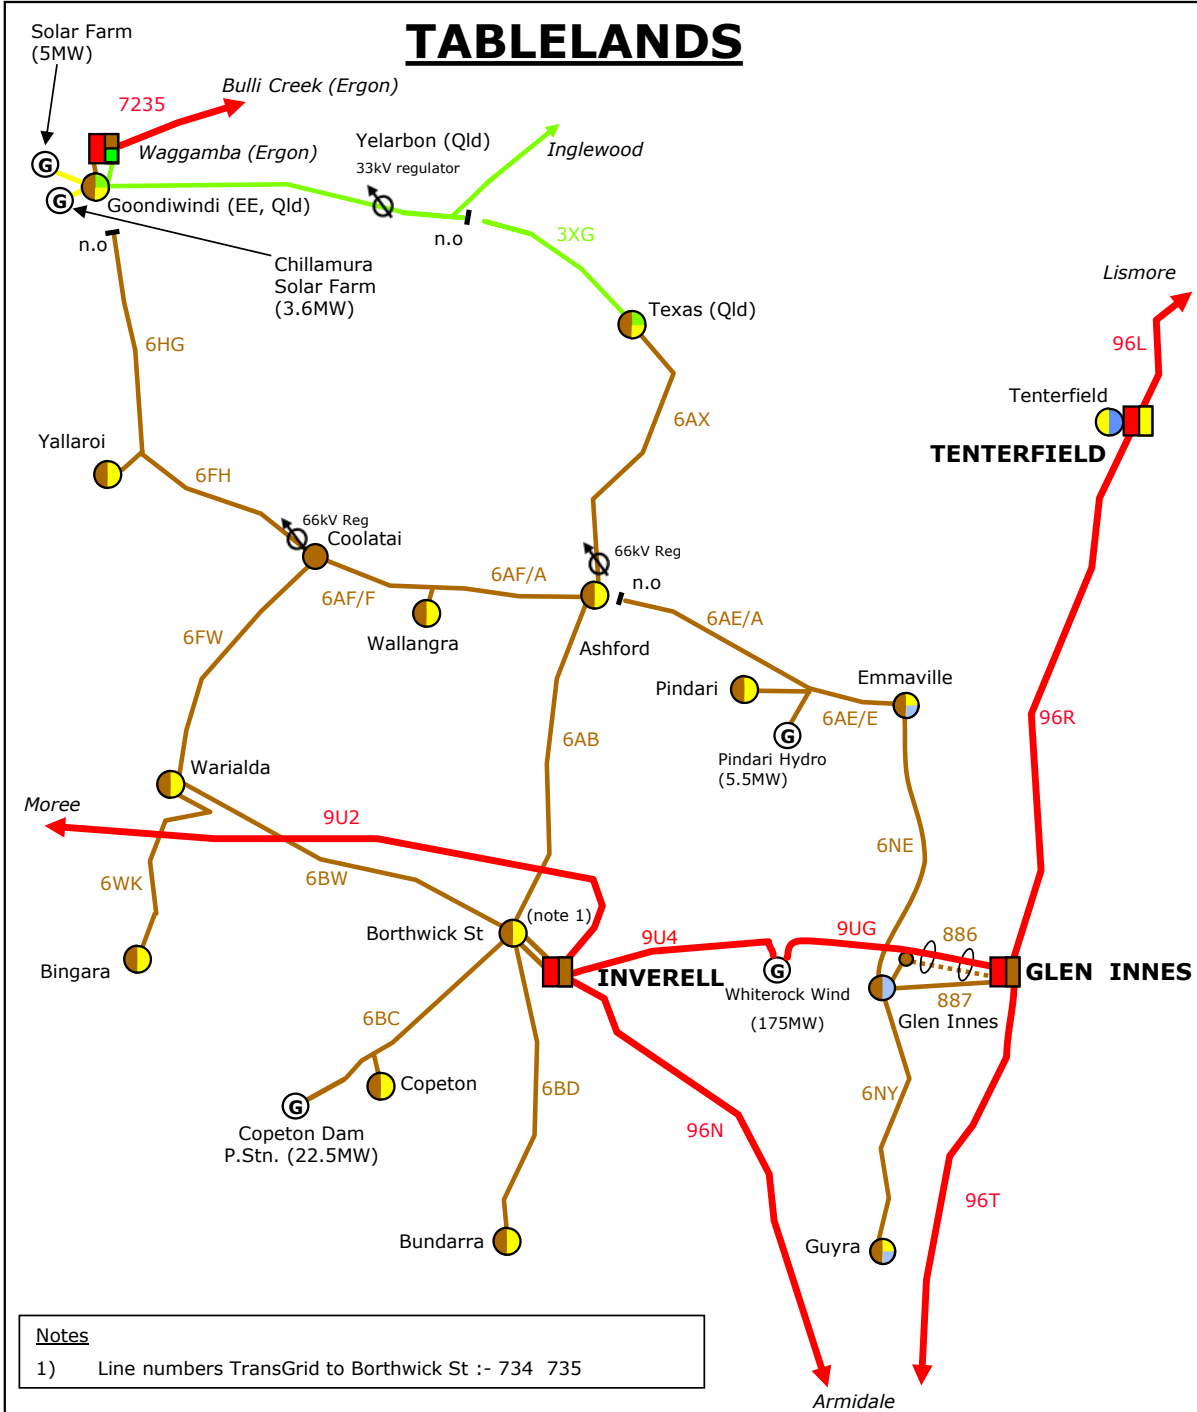 TABLELANDS
Solar Farm
(5MW)
Bulli Creek (Ergon)
7235
Yelarbon (Qld)
33kV regulator
Inglewood
Waggamba (Ergon)
G
G
Goondiwindi (EE, Qld)
n.o
n.o
3XG
Chillamura
Solar Farm
(3.6MW)
Lismore
Texas (Qld)
6HG
96L
Tenterfield
6AX
Yallaroi
TENTERFIELD
6FH
66kV Reg
Coolatai
66kV Reg
n.o
6AF/A
6AF/F
6AE/A
6FW
Wallangra
Ashford
Emmaville
Pindari
6AE/E
96R
G
6AB
Pindari Hydro
(5.5MW)
Warialda
Moree
9U2
6NE
6WK
6BW
(note 1)
Borthwick St
9U4
9UG
886
Bingara
INVERELL
G
GLEN INNES
Whiterock Wind
(175MW)
887
Glen Innes
6BC
Copeton
6BD
6NY
G
Copeton Dam
P.Stn. (22.5MW)
96N
96T
Bundarra
Guyra
Notes
1) Line numbers TransGrid to Borthwick St :- 734 735
Armidale